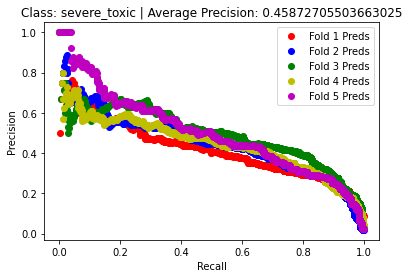 Class: severe_toxic | Average Precision: 0.45872705503663025
Fold 1 Preds
Fold 2 Preds
Fold 3 Preds
Fold 4 Preds
Fold 5 Preds
Precision
1.0
0.8
0.6
0.4
0.2
0.0
0.0 0.2 0.4 0.6 0.8 1.0
Recall